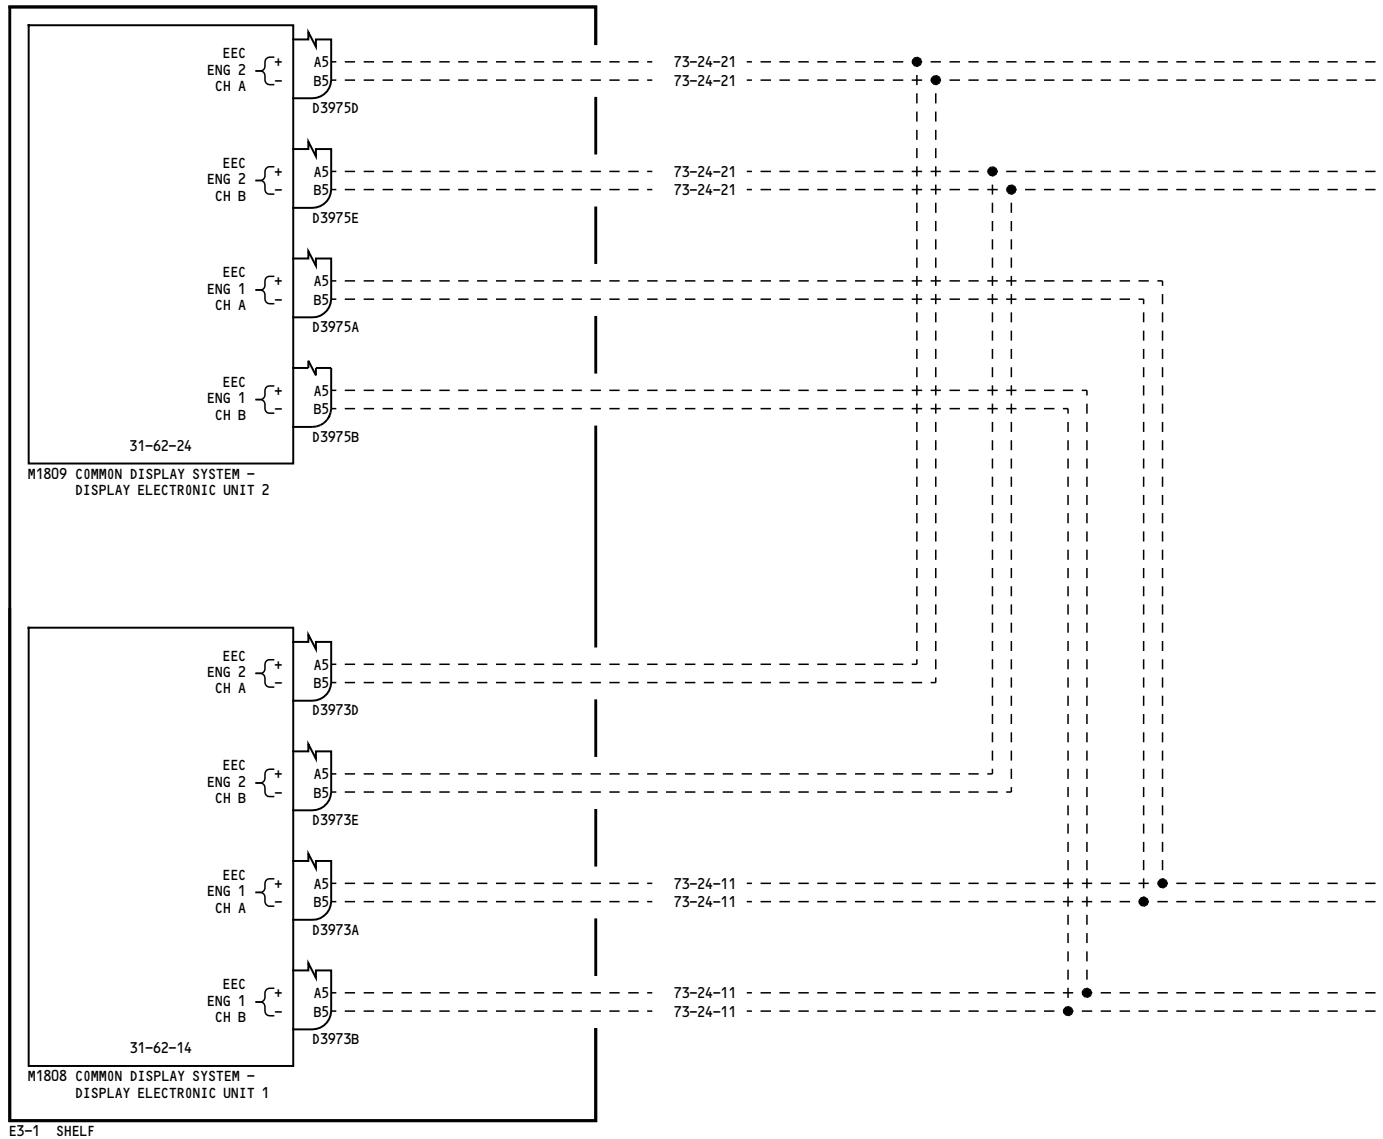 EEC
ENG 2
CH A
+
−
A5
B5
D3975D
73-24-21
73-24-21
EEC
ENG 2
CH B
+
−
A5
B5
D3975E
73-24-21
73-24-21
EEC
ENG 1
CH A
+
−
A5
B5
D3975A
EEC
ENG 1
CH B
+
−
A5
B5
D3975B
31-62-24
M1809 COMMON DISPLAY SYSTEM –
DISPLAY ELECTRONIC UNIT 2
EEC
ENG 2
CH A
+
−
A5
B5
D3973D
EEC
ENG 2
CH B
+
−
A5
B5
D3973E
EEC
ENG 1
CH A
+
−
A5
B5
D3973A
73-24-11
73-24-11
EEC
ENG 1
CH B
+
−
A5
B5
D3973B
73-24-11
73-24-11
31-62-14
M1808 COMMON DISPLAY SYSTEM –
DISPLAY ELECTRONIC UNIT 1
E3-1 SHELF